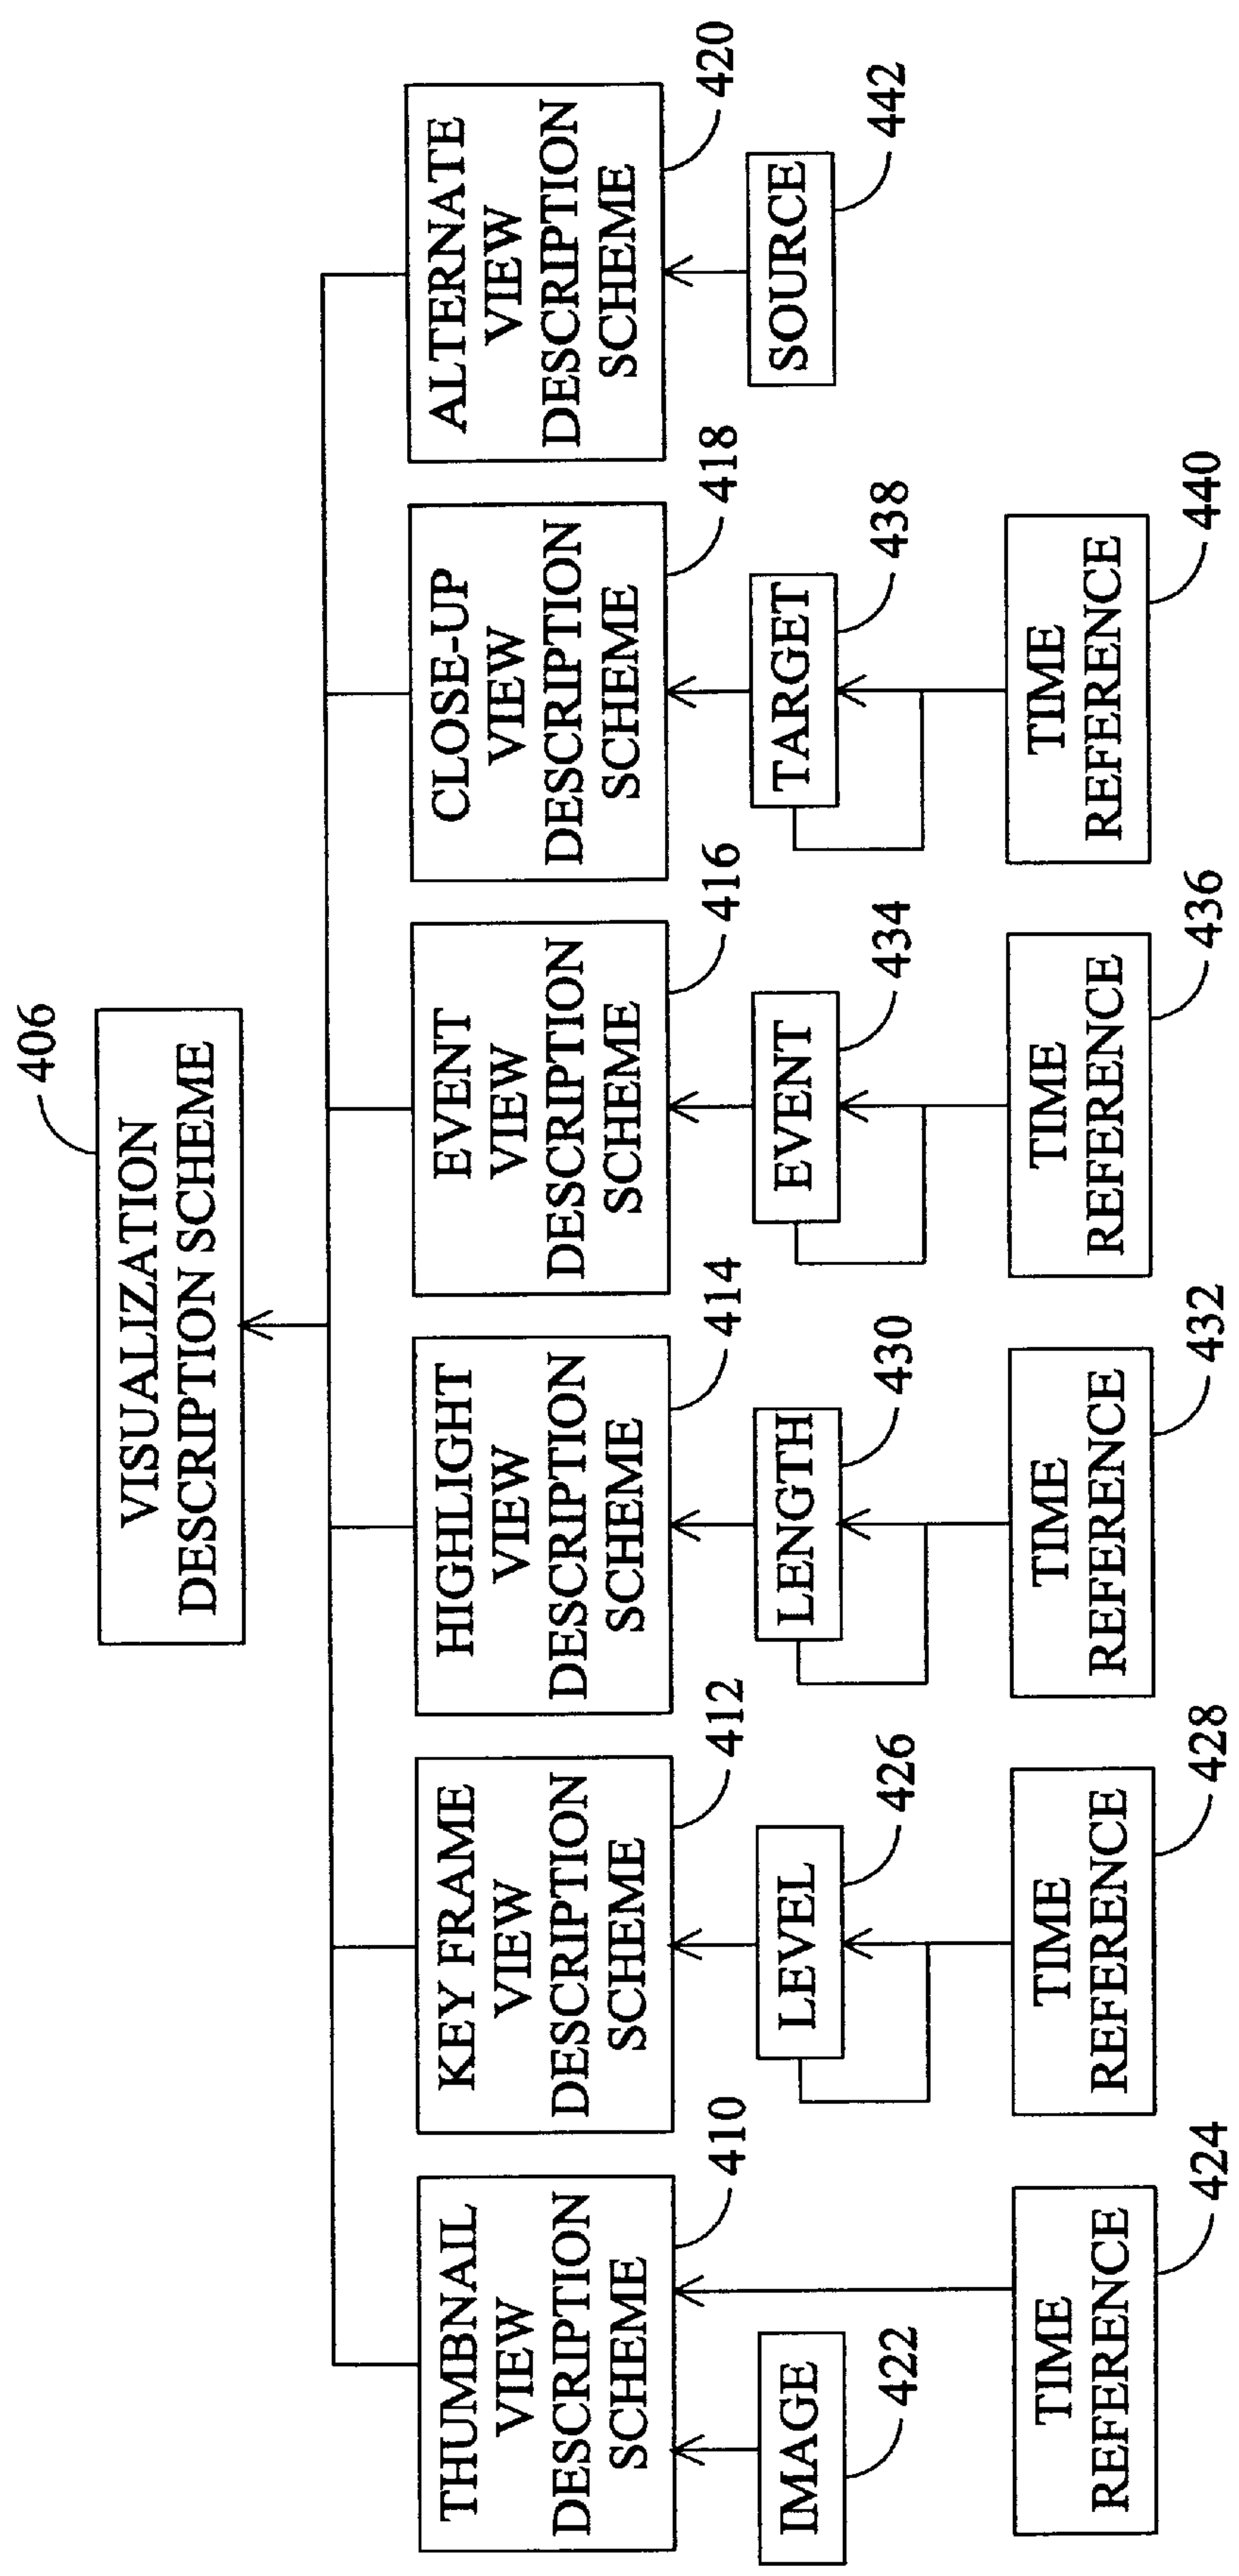 406
VISUALIZATION
DESCRIPTION SCHEME
THUMBNAIL
VIEW
DESCRIPTION
SCHEME
410
KEY FRAME
VIEW
DESCRIPTION
SCHEME
412
HIGHLIGHT
VIEW
DESCRIPTION
SCHEME
414
EVENT
VIEW
DESCRIPTION
SCHEME
416
CLOSE-UP
VIEW
DESCRIPTION
SCHEME
418
ALTERNATE
VIEW
DESCRIPTION
SCHEME
420
IMAGE
422
LEVEL
426
LENGTH
430
EVENT
434
TARGET
438
SOURCE
442
TIME
REFERENCE
424
TIME
REFERENCE
428
TIME
REFERENCE
432
TIME
REFERENCE
436
TIME
REFERENCE
440